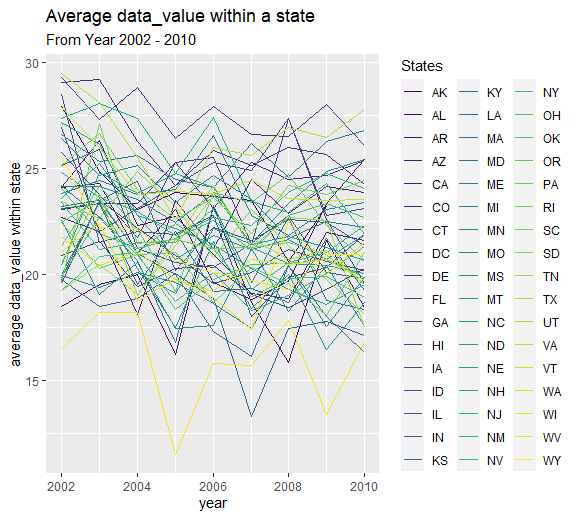 Average data_value within a state
From Year 2002 - 2010
30
25
20
15
average data_value within state
2002
2004
2006
2008
2010
year
States
AK
AL
AR
AZ
CA
CO
CT
DC
DE
FL
GA
HI
IA
ID
IL
IN
KS
KY
LA
MA
MD
ME
MI
MN
MO
MS
MT
NC
ND
NE
NH
NJ
NM
NV
NY
OH
OK
OR
PA
RI
SC
SD
TN
TX
UT
VA
VT
WA
WI
WV
WY